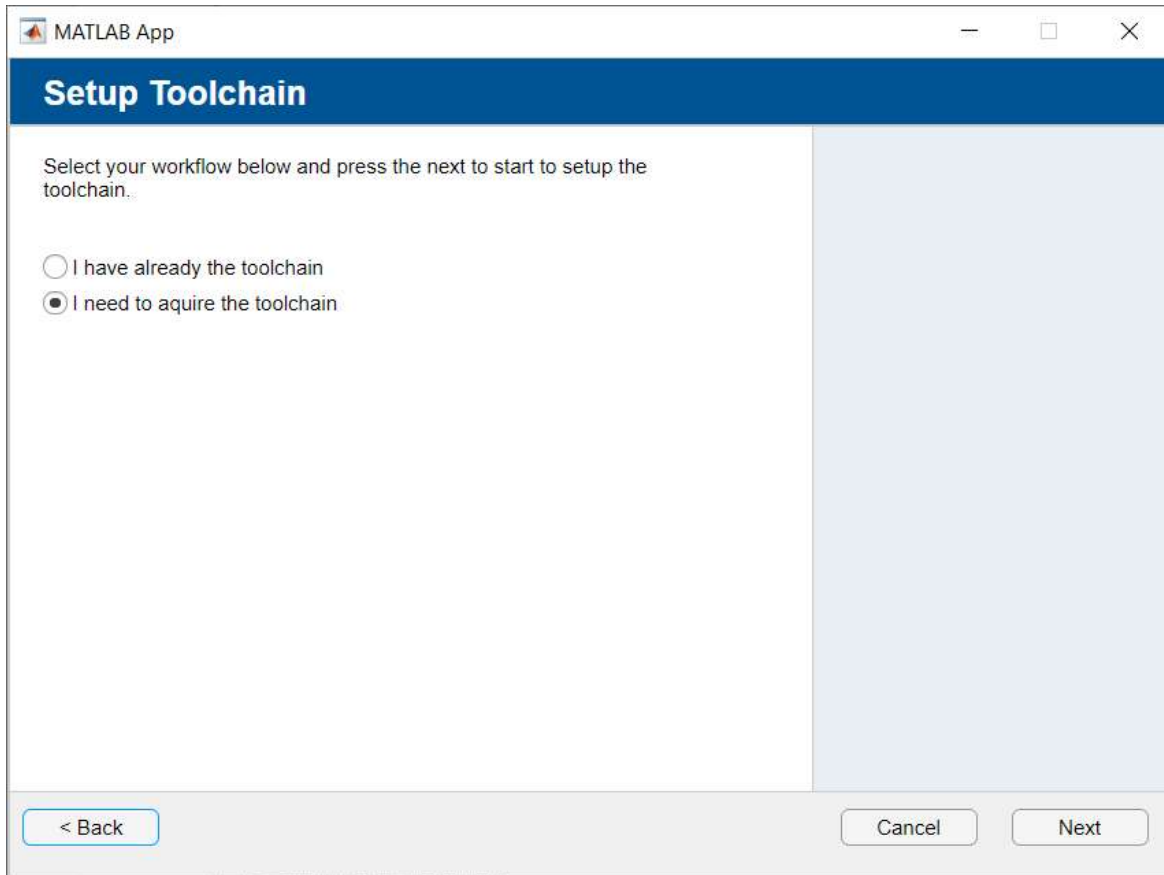 MATLAB App
Setup Toolchain
Select your workflow below and press the next to start to setup the
toolchain.
I have already the toolchain
I need to aquire the toolchain
< Back
Cancel
Next